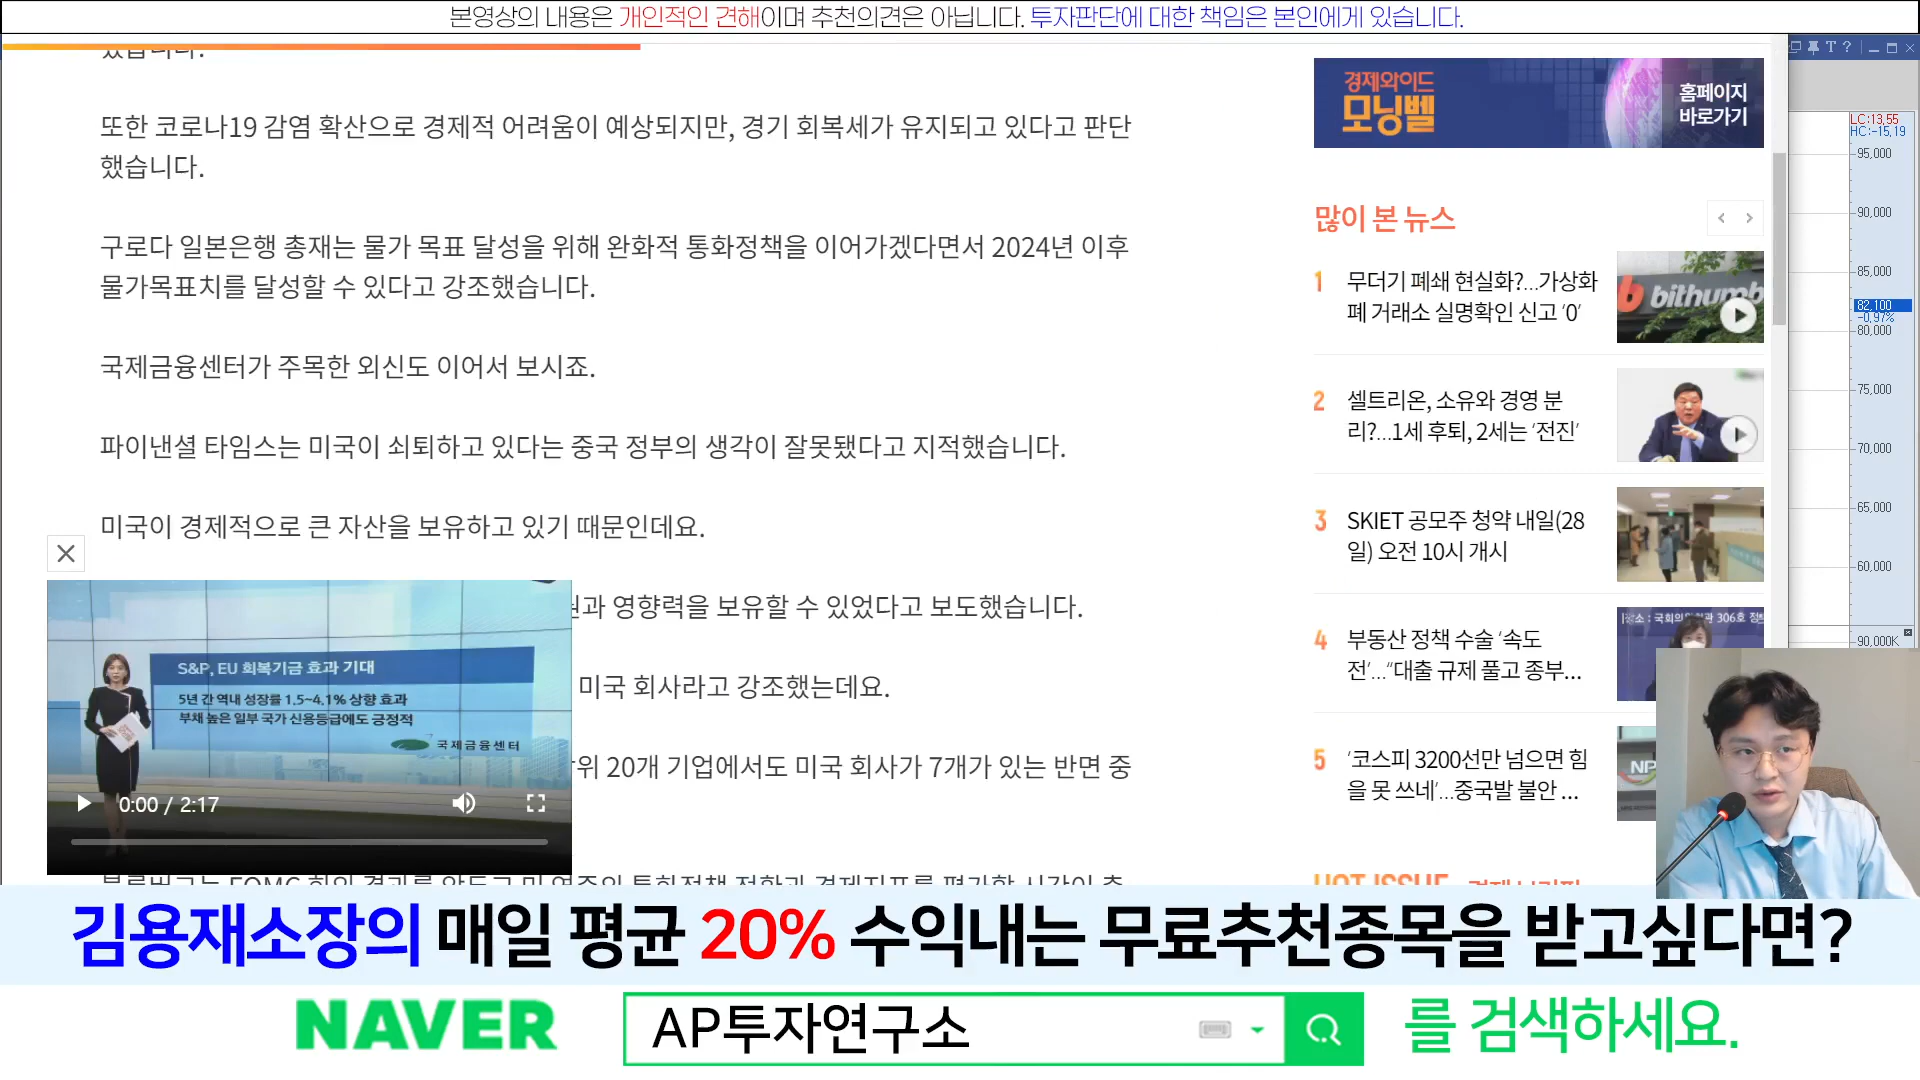 본영상의 내용은 개인적인 견해이며 추천의견은 아닙니다. 투자판단에 대한 책임은 본인에게 있습니다.
또한 코로나19 감염 확산으로 경제적 어려움이 예상되지만, 경기 회복세가 유지되고 있다고 판단
했습니다.
구로다 일본은행 총재는 물가 목표 달성을 위해 완화적 통화정책을 이어가겠다면서 2024년 이후
물가목표치를 달성할 수 있다고 강조했습니다.
국제금융센터가 주목한 외신도 이어서 보시죠.
파이낸셜 타임스는 미국이 쇠퇴하고 있다는 중국 정부의 생각이 잘못됐다고 지적했습니다.
미국이 경제적으로 큰 자산을 보유하고 있기 때문인데요.
영향력을 보유할 수 있었다고 보도했습니다.
미국 회사라고 강조했는데요.
20개 기업에서도 미국 회사가 7개가 있는 반면 중
S&P, EU 회복기금 효과 기대
5년 간 역내 성장률 1.5~4.1% 상향 효과
부채 높은 일부 국가 신용등급에도 긍정적
국제금융센터
0:00 / 2:17
경제와이드
모닝벨
홈페이지
바로가기
많이 본 뉴스
1 무더기 폐쇄 현실화?…가상화
폐 거래소 실명확인 신고 ‘0’
bithumb
2 셀트리온, 소유와 경영 분
리?…1세 후퇴, 2세는 ‘전진’
3 SKIET 공모주 청약 내일(28
일) 오전 10시 개시
4 부동산 정책 수술 ‘속도
전’…“대출 규제 풀고 종부...
5 ‘코스피 3200선만 넘으면 힘
을 못 쓰네’…중국발 불안 ...
T ?
LC:13,55
HC:-15,19
95,000
90,000
85,000
82,100
-0,97%
80,000
75,000
70,000
65,000
60,000
90,000K
김용재소장의 매일 평균 20% 수익내는 무료추천종목을 받고싶다면?
NAVER
AP투자연구소
를 검색하세요.